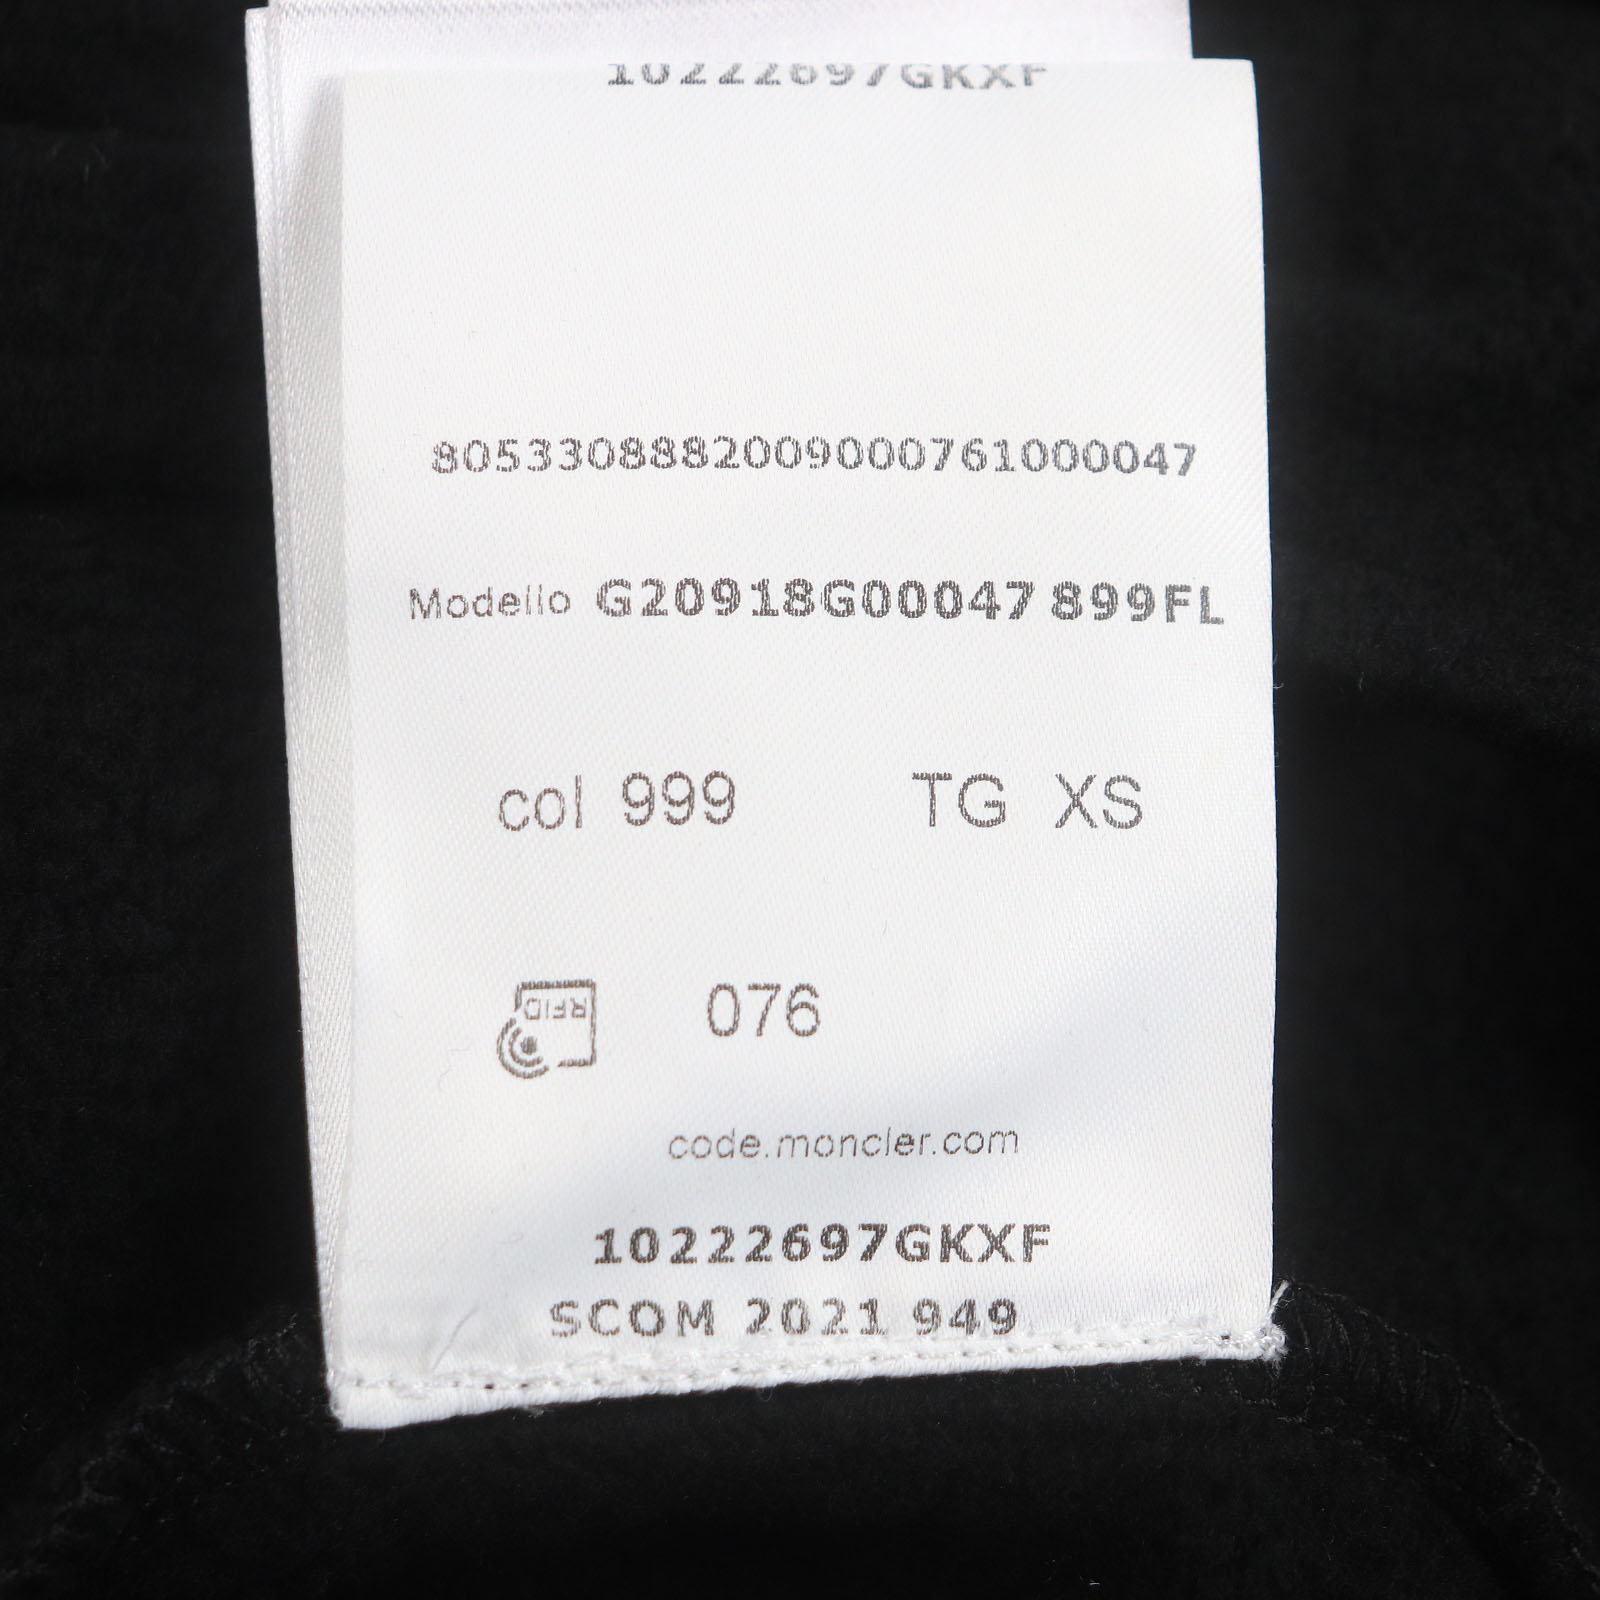 10222697GKXF
8053308882009000761000047
Modello G20918G00047 899FL
col 999 TG XS
RFID 076
code.moncler.com
10222697GKXF
SCOM 2021 949